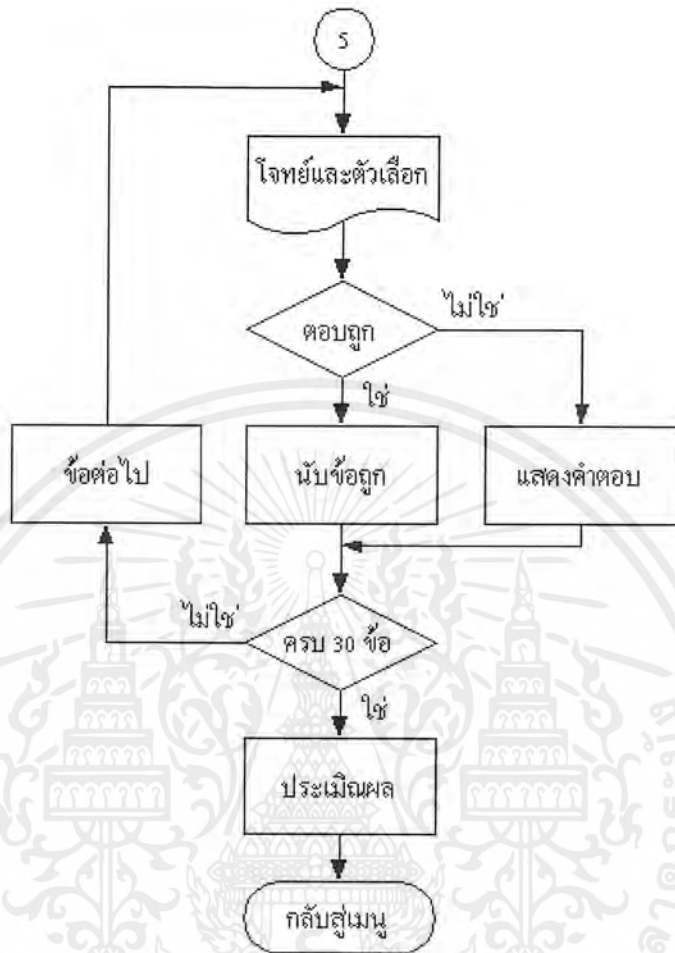 5
โจทย์และตัวเลือก
ตอบถูก
ไม่ใช่
ใช่
ข้อต่อไป
นับข้อถูก
แสดงคำตอบ
ไม่ใช่
ครบ 30 ข้อ
ใช่
ประเมินผล
กลับสู่เมนู